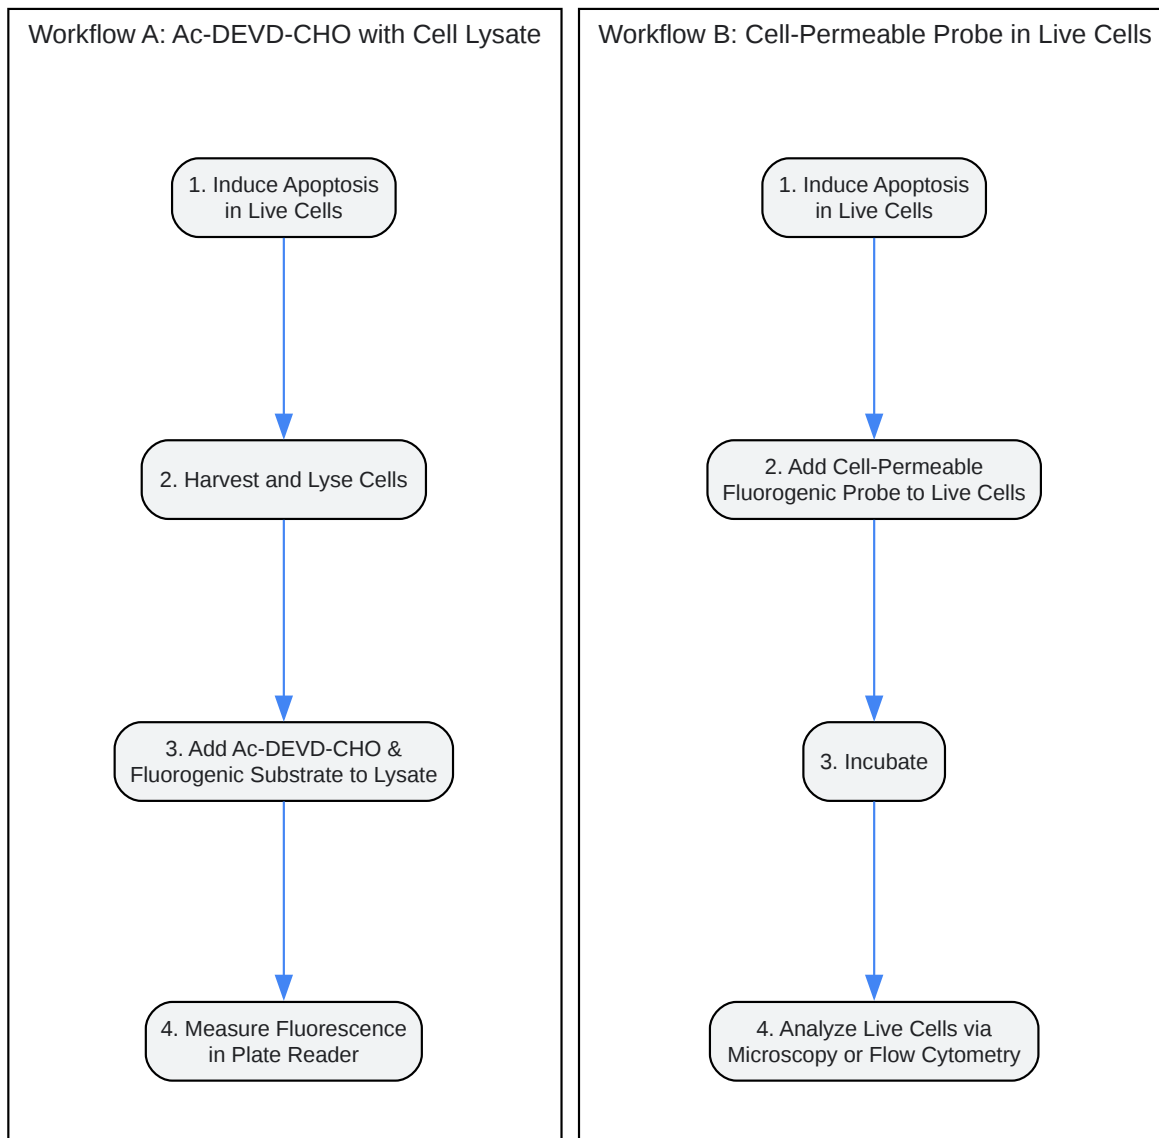 Workflow A: Ac-DEVD-CHO with Cell Lysate
1. Induce Apoptosis
in Live Cells
2. Harvest and Lyse Cells
3. Add Ac-DEVD-CHO &
Fluorogenic Substrate to Lysate
4. Measure Fluorescence
in Plate Reader
Workflow B: Cell-Permeable Probe in Live Cells
1. Induce Apoptosis
in Live Cells
2. Add Cell-Permeable
Fluorogenic Probe to Live Cells
3. Incubate
4. Analyze Live Cells via
Microscopy or Flow Cytometry